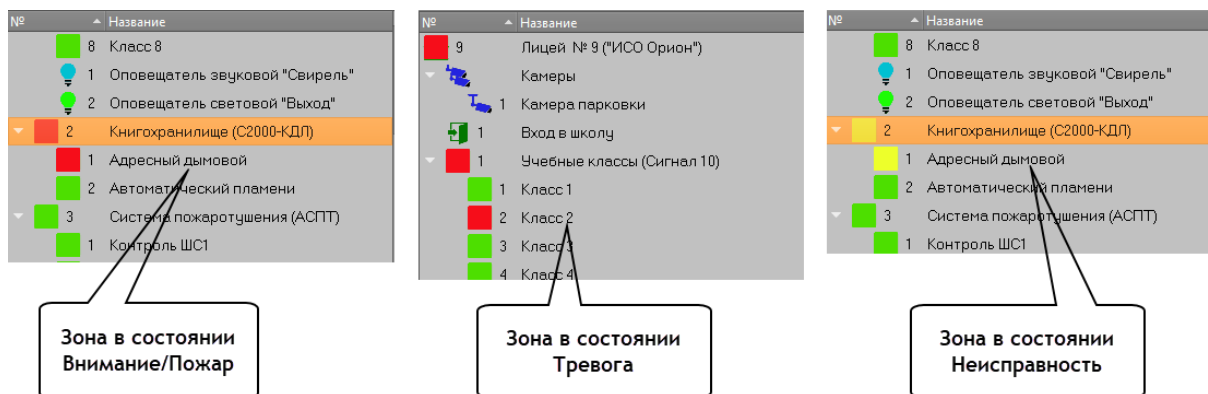 № Название
8 Класс 8
1 Оповещатель звуковой "Свирель"
2 Оповещатель световой "Выход"
2 Книгохранилище (С2000-КДЛ)
1 Адресный дымовой
2 Автоматический пламени
3 Система пожаротушения (АСПТ)
1 Контроль ШС1
Зона в состоянии
Внимание/Пожар
№ Название
9 Лицей № 9 ("ИСО Орион")
Камеры
1 Камера парковки
1 Вход в школу
1 Учебные классы (Сигнал 10)
1 Класс 1
2 Класс 2
3 Класс 3
4 Класс 4
Зона в состоянии
Тревога
№ Название
8 Класс 8
1 Оповещатель звуковой "Свирель"
2 Оповещатель световой "Выход"
2 Книгохранилище (С2000-КДЛ)
1 Адресный дымовой
2 Автоматический пламени
3 Система пожаротушения (АСПТ)
1 Контроль ШС1
Зона в состоянии
Неисправность